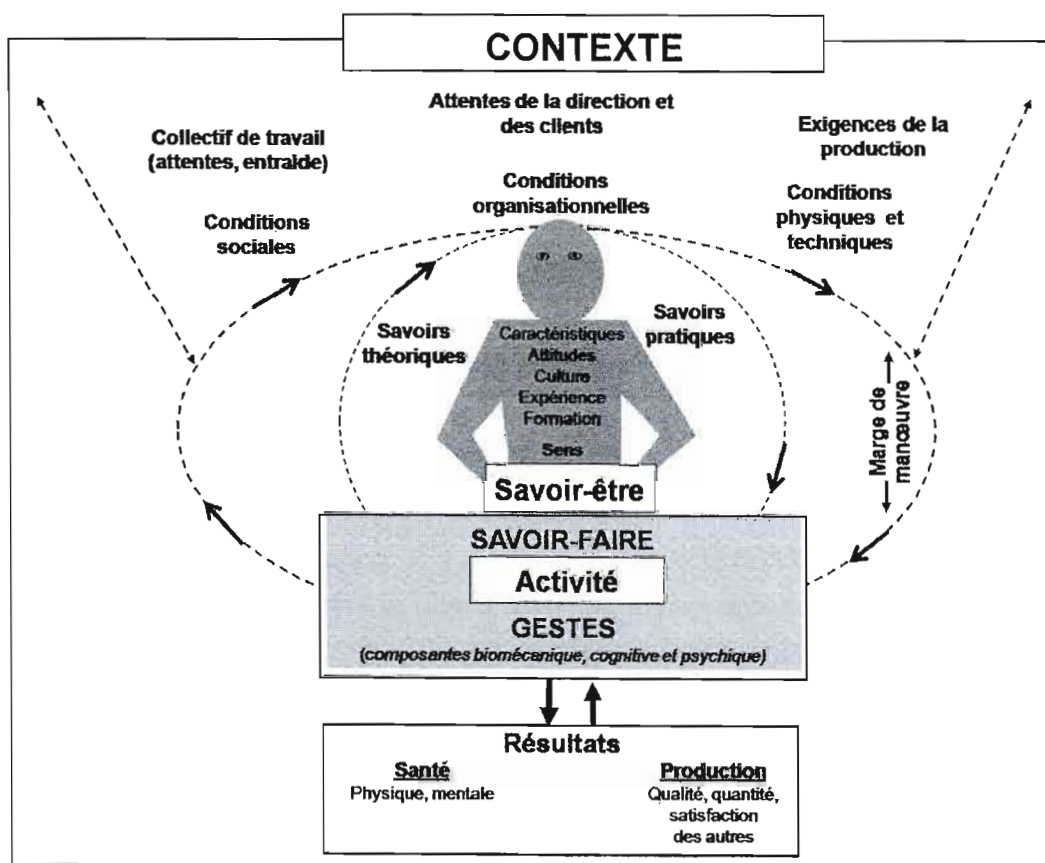 CONTEXTE
Attentes de la direction et
des clients
Collectif de travail
(attentes, entraide)
Exigences de la
production
Conditions
sociales
Conditions
organisationnelles
Conditions
physiques et
techniques
Savoirs
théoriques
Caractéristiques
Attitudes
Culture
Expérience
Formation
Sens
Savoirs
pratiques
Marge de
manœuvre
Savoir-être
SAVOIR-FAIRE
Activité
GESTES
(composantes biomécanique, cognitive et psychique)
Résultats
Santé
Physique, mentale
Production
Qualité, quantité,
satisfaction
des autres